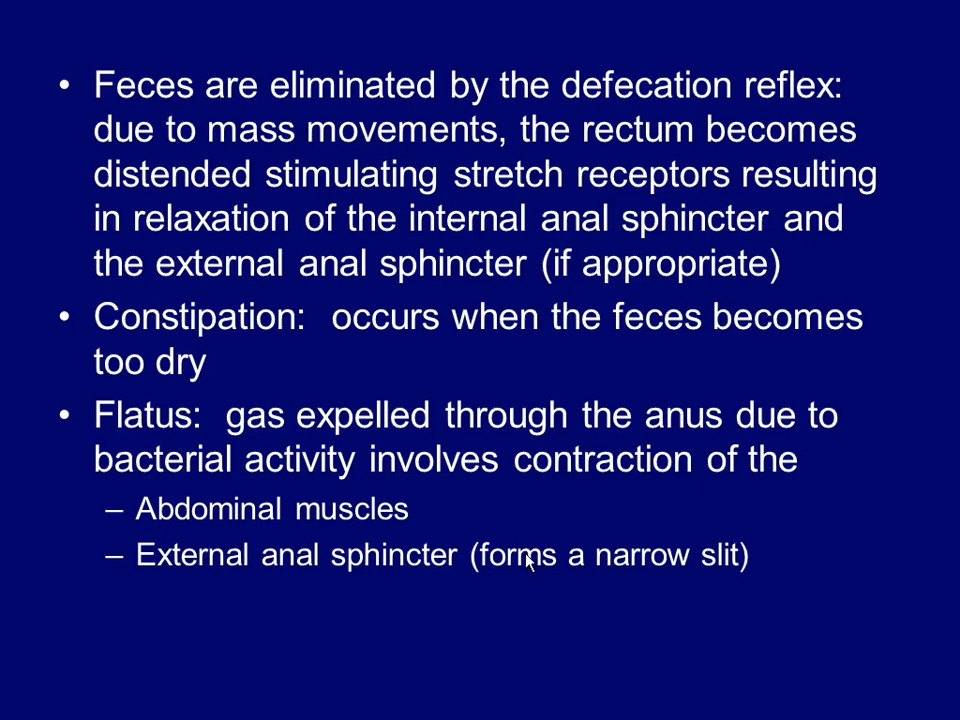 • Feces are eliminated by the defecation reflex:
due to mass movements, the rectum becomes
distended stimulating stretch receptors resulting
in relaxation of the internal anal sphincter and
the external anal sphincter (if appropriate)
• Constipation:  occurs when the feces becomes
too dry
• Flatus:  gas expelled through the anus due to
bacterial activity involves contraction of the
– Abdominal muscles
– External anal sphincter (forms a narrow slit)